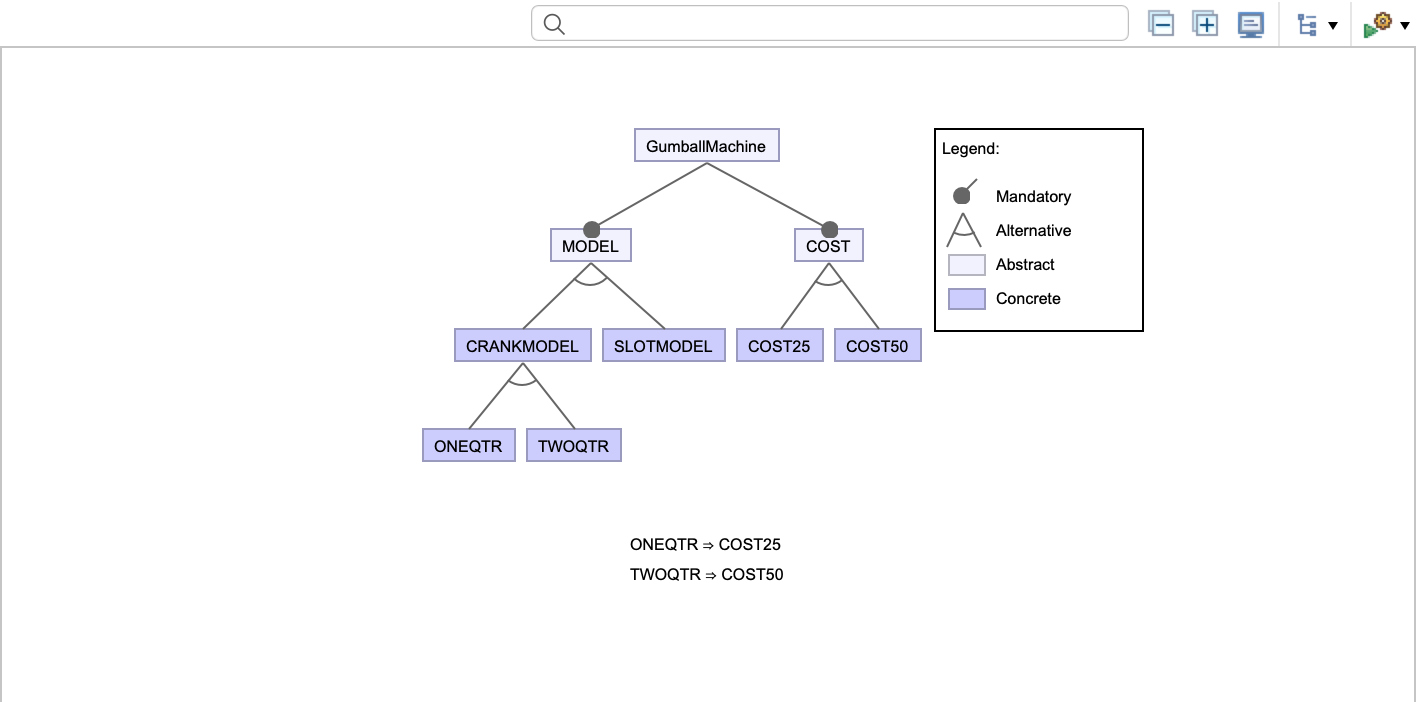 GumballMachine
Legend:
Mandatory
Alternative
Abstract
Concrete
MODEL
COST
CRANKMODEL
SLOTMODEL
COST25
COST50
ONEQTR
TWOQTR
ONEQTR ⇒ COST25
TWOQTR ⇒ COST50